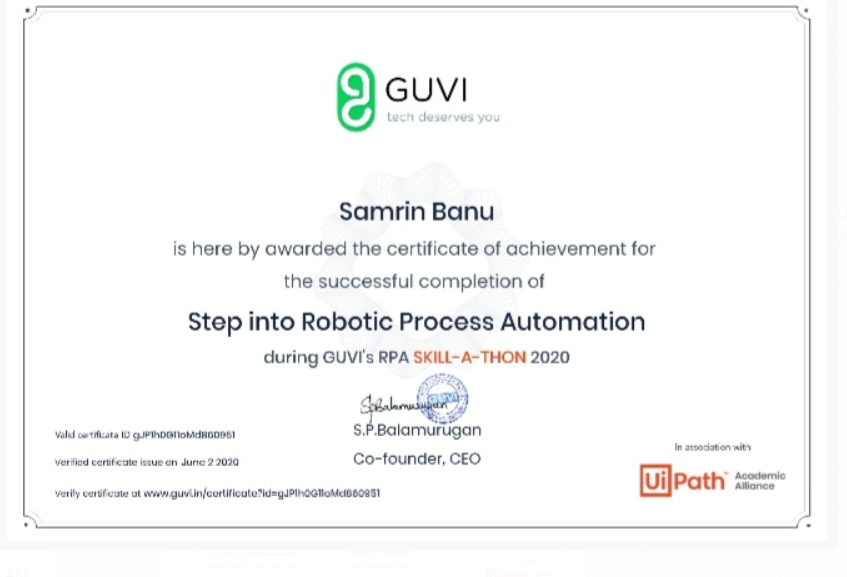 GUVI
tech deserves you
Samrin Banu
is here by awarded the certificate of achievement for
the successful completion of
Step into Robotic Process Automation
during GUVI's RPA SKILL-A-THON 2020
GUVI
S.P.Balamurugan
Co-founder, CEO
Valid certificate ID
Verified certificate issue on June 2 2020
Verily certificate at www.guvi.in/certificate?id=
In association with
UiPath Academic
Alliance